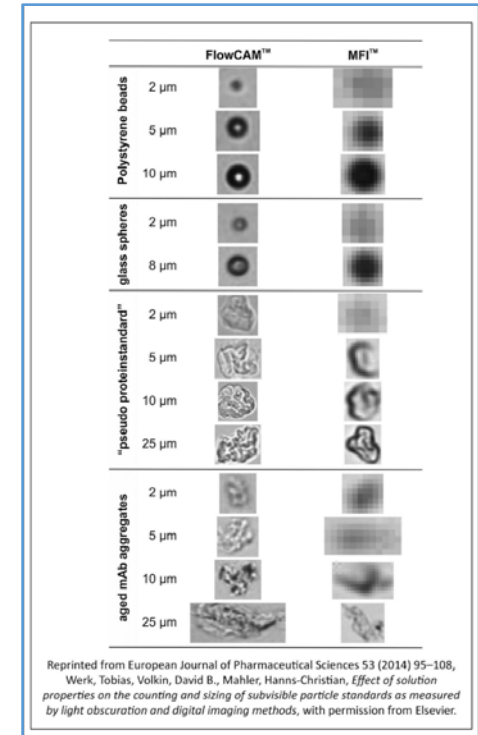 FlowCAM™ MFI™
Polystyrene beads
2 µm
5 µm
10 µm
glass spheres
2 µm
8 µm
"pseudo proteinstandard"
2 µm
5 µm
10 µm
25 µm
aged mAb aggregates
2 µm
5 µm
10 µm
25 µm
Reprinted from European Journal of Pharmaceutical Sciences 53 (2014) 95–108,
Werk, Tobias, Volkin, David B., Mahler, Hanns-Christian, Effect of solution
properties on the counting and sizing of subvisible particle standards as measured
by light obscuration and digital imaging methods, with permission from Elsevier.